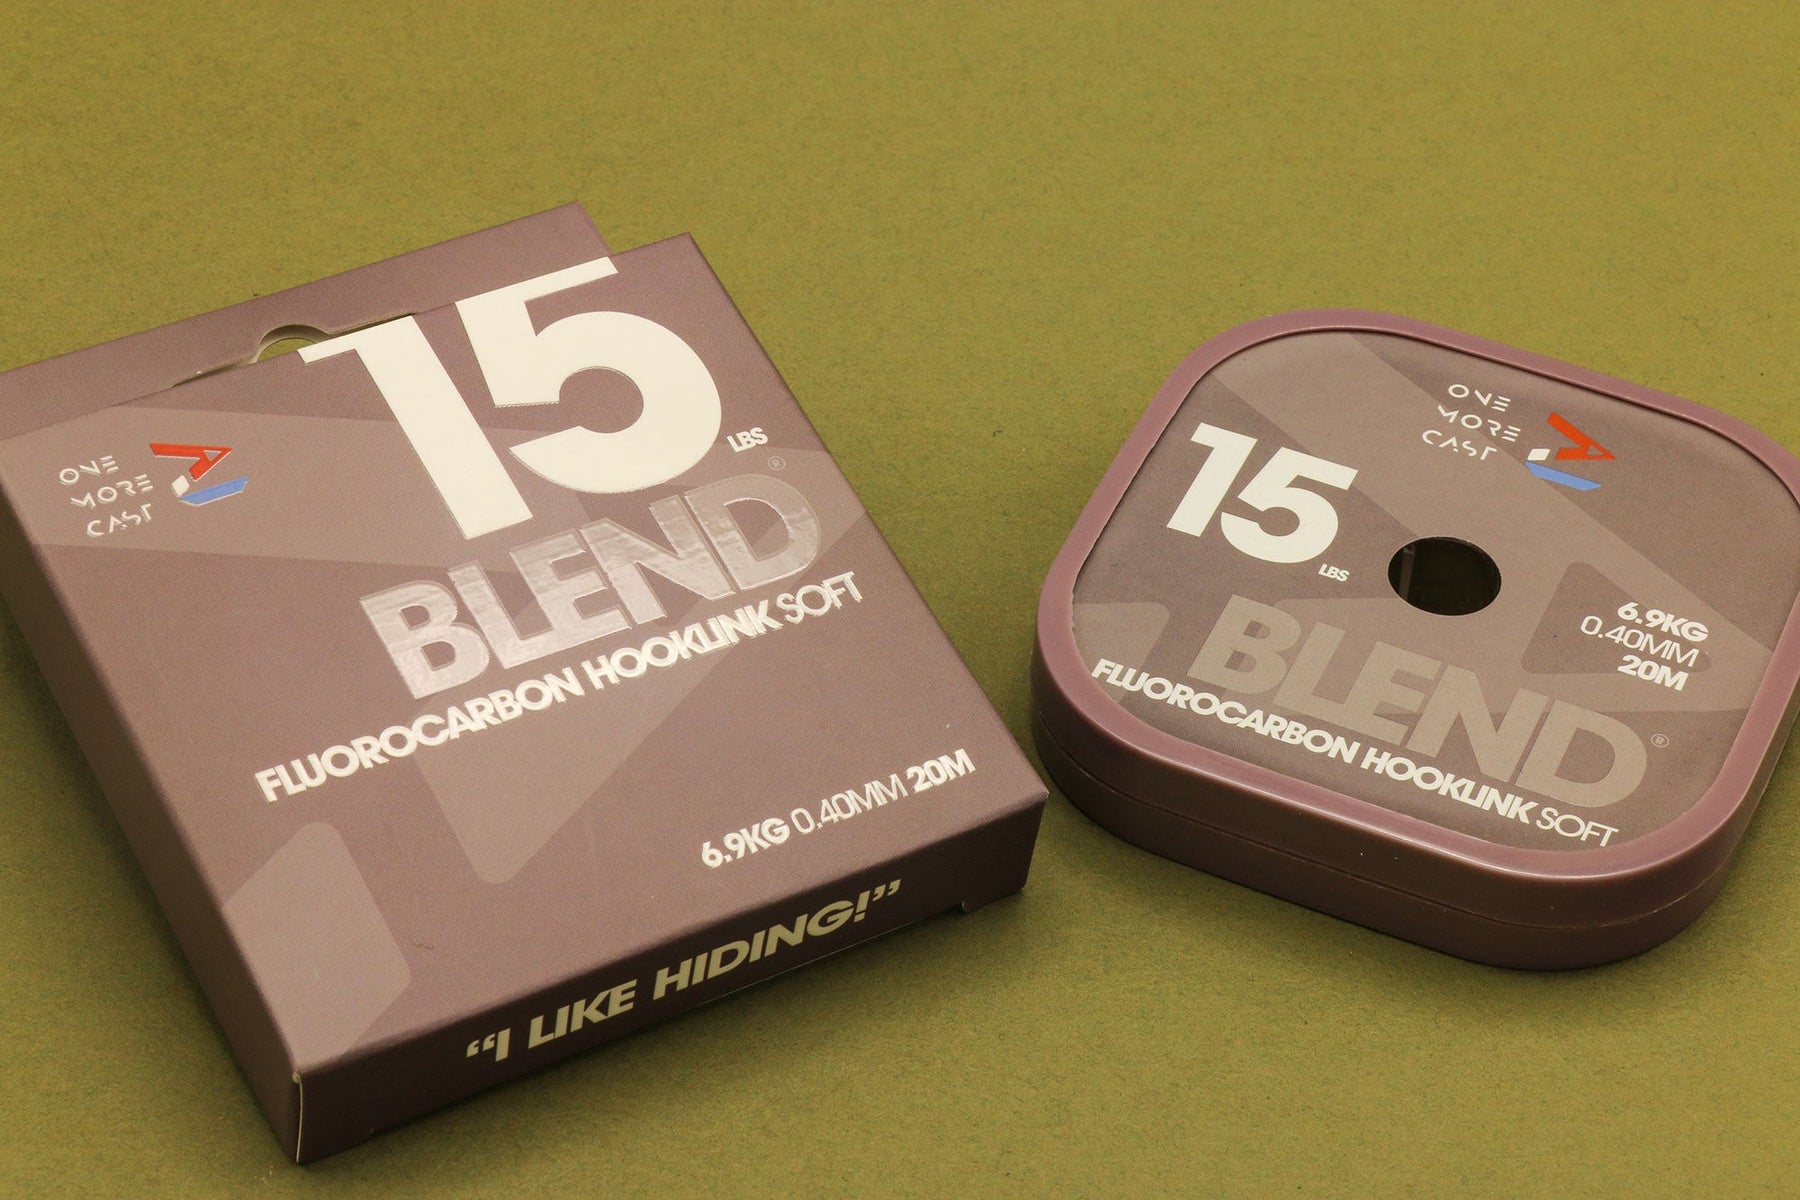 15 LBS
ONE
MORE
CAST
BLEND®
FLUOROCARBON HOOKLINK SOFT
6.9KG 0.40MM 20M
“I LIKE HIDING!”
ONE
MORE
CAST
15 LBS
6.9KG
0.40MM
20M
BLEND®
FLUOROCARBON HOOKLINK SOFT